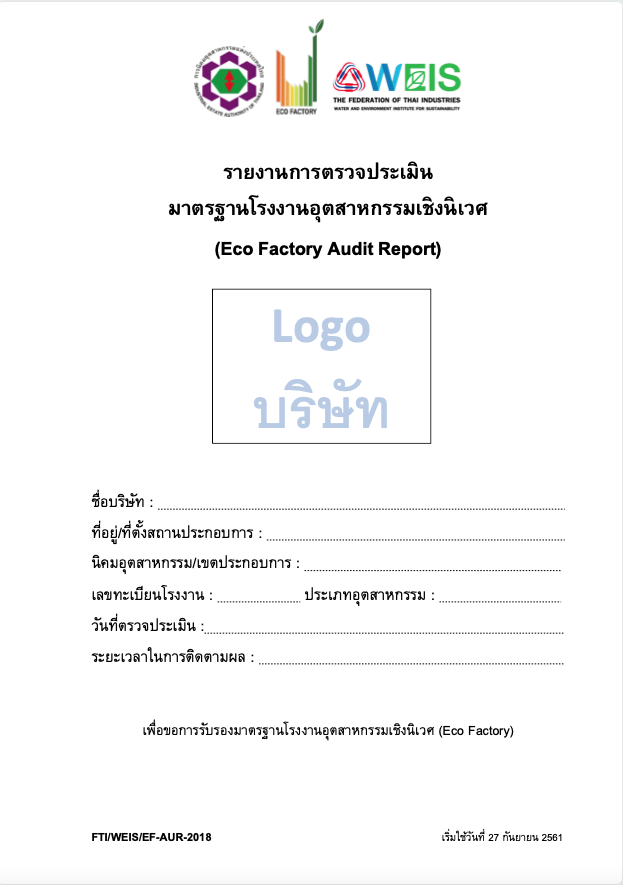 การนิคมอุตสาหกรรมแห่งประเทศไทย
INDUSTRIAL ESTATE AUTHORITY OF THAILAND
ECO FACTORY
WEIS
THE FEDERATION OF THAI INDUSTRIES
WATER AND ENVIRONMENT INSTITUTE FOR SUSTAINABILITY
รายงานการตรวจประเมิน
มาตรฐานโรงงานอุตสาหกรรมเชิงนิเวศ
(Eco Factory Audit Report)
Logo
บริษัท
ชื่อบริษัท :
ที่อยู่/ที่ตั้งสถานประกอบการ :
นิคมอุตสาหกรรม/เขตประกอบการ :
เลขทะเบียนโรงงาน : ประเภทอุตสาหกรรม :
วันที่ตรวจประเมิน :
ระยะเวลาในการติดตามผล :
เพื่อขอการรับรองมาตรฐานโรงงานอุตสาหกรรมเชิงนิเวศ (Eco Factory)
FTI/WEIS/EF-AUR-2018 เริ่มใช้วันที่ 27 กันยายน 2561